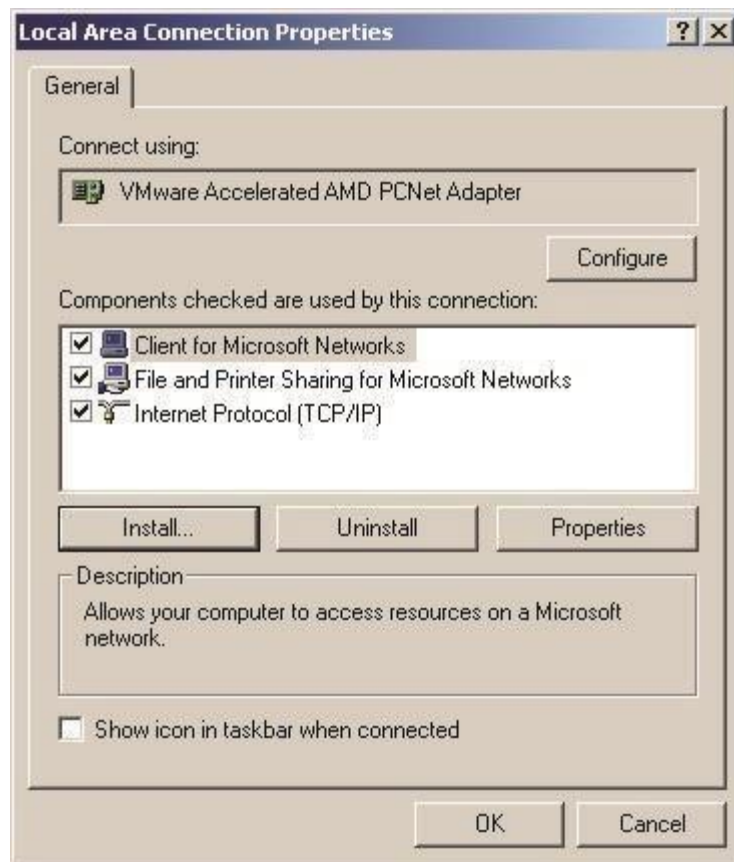 Local Area Connection Properties
General
Connect using:
VMware Accelerated AMD PCNet Adapter
Configure
Components checked are used by this connection:
Client for Microsoft Networks
File and Printer Sharing for Microsoft Networks
Internet Protocol (TCP/IP)
Install...
Uninstall
Properties
Description
Allows your computer to access resources on a Microsoft
network.
Show icon in taskbar when connected
OK
Cancel